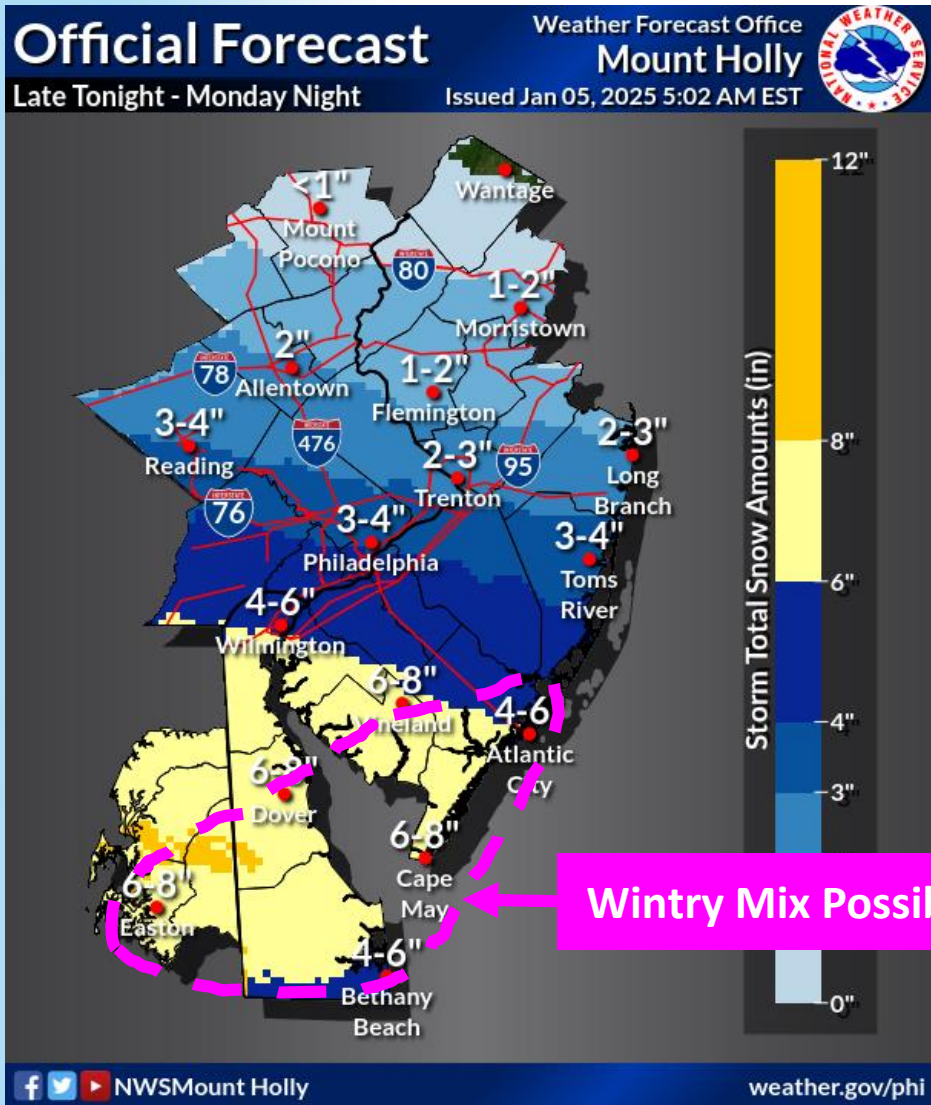 Official Forecast
Late Tonight - Monday Night
Weather Forecast Office
Mount Holly
Issued Jan 05, 2025 5:02 AM EST
NATIONAL WEATHER SERVICE
Wantage
<1"
Mount
Pocono
80
1-2"
Morristown
2"
Allentown
78
1-2"
Flemington
3-4"
Reading
476
2-3"
Trenton
95
2-3"
Long
Branch
76
3-4"
Philadelphia
3-4"
Toms
River
4-6"
Wilmington
6-8"
Vineland
4-6
Atlantic
City
6-8"
Dover
6-8"
Cape
May
6-8"
Easton
4-6"
Bethany
Beach
Wintry Mix
Storm Total Snow Amounts (in)
12"
8"
6"
4"
3"
0"
NWSMount Holly
weather.gov/phi